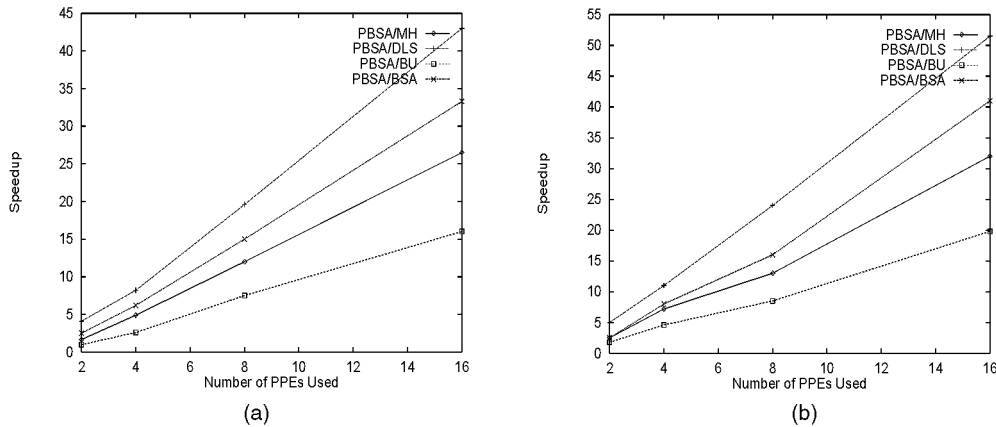 45
40
35
30
25
20
15
10
5
0
Speedup
PBSA/MH
PBSA/DLS
PBSA/BU
PBSA/BSA
2 4 6 8 10 12 14 16
Number of PPEs Used
(a)
55
50
45
40
35
30
25
20
15
10
5
0
Speedup
PBSA/MH
PBSA/DLS
PBSA/BU
PBSA/BSA
2 4 6 8 10 12 14 16
Number of PPEs Used
(b)